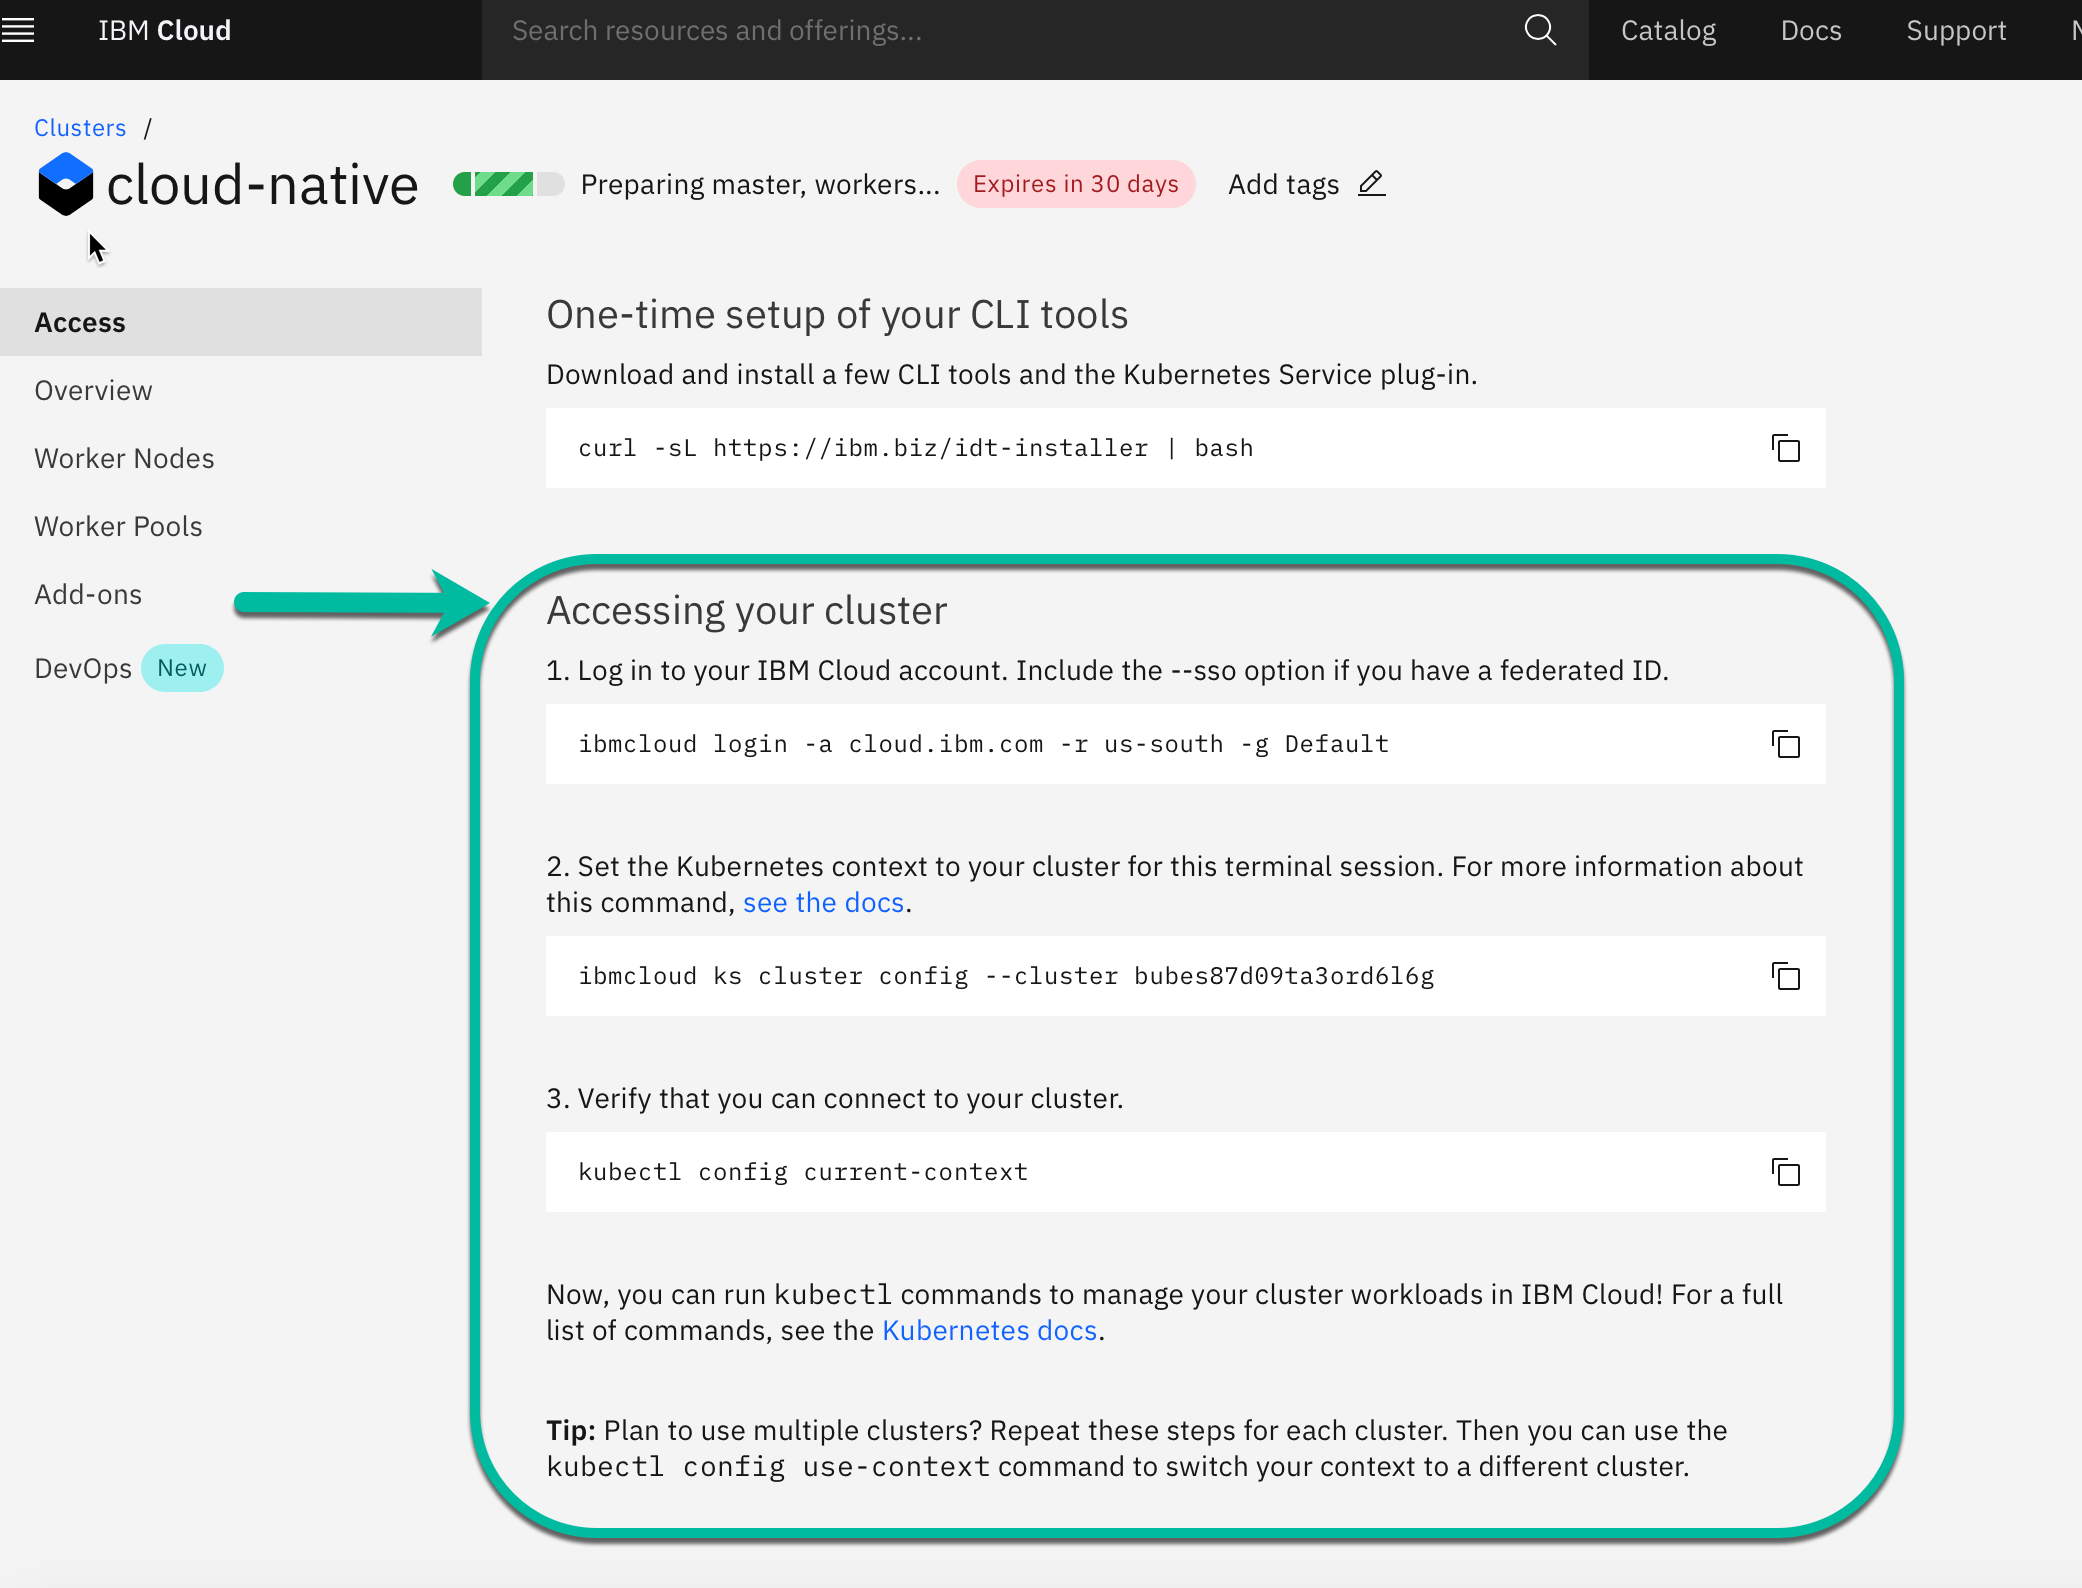 IBM Cloud
Search resources and offerings...
Catalog
Docs
Support
Clusters /
cloud-native
Preparing master, workers...
Expires in 30 days
Add tags
Access
Overview
Worker Nodes
Worker Pools
Add-ons
DevOps New
One-time setup of your CLI tools
Download and install a few CLI tools and the Kubernetes Service plug-in.
curl -sL https://ibm.biz/idt-installer | bash
Accessing your cluster
1. Log in to your IBM Cloud account. Include the --sso option if you have a federated ID.
ibmcloud login -a cloud.ibm.com -r us-south -g Default
2. Set the Kubernetes context to your cluster for this terminal session. For more information about
this command, see the docs.
ibmcloud ks cluster config --cluster bubes87d09ta3ord6l6g
3. Verify that you can connect to your cluster.
kubectl config current-context
Now, you can run kubectl commands to manage your cluster workloads in IBM Cloud! For a full
list of commands, see the Kubernetes docs.
Tip: Plan to use multiple clusters? Repeat these steps for each cluster. Then you can use the
kubectl config use-context command to switch your context to a different cluster.